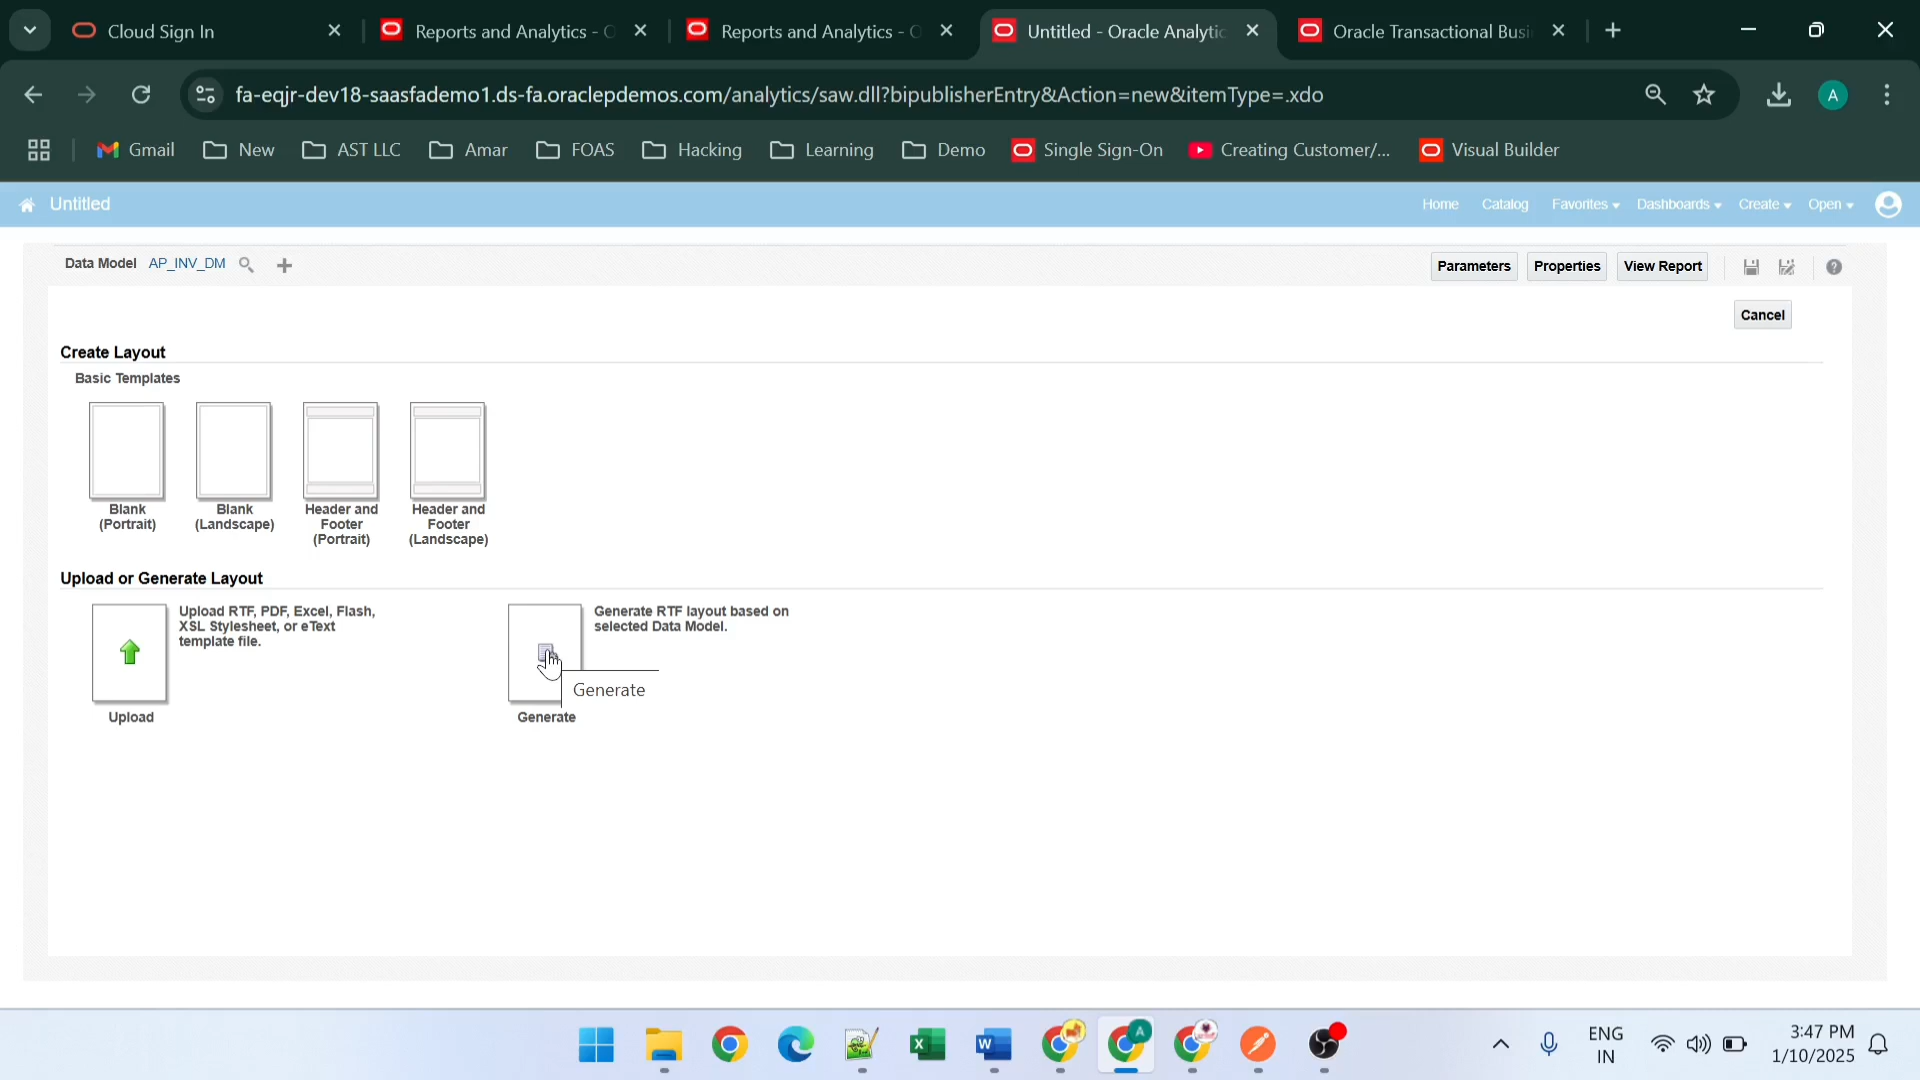 Cloud Sign In
Reports and Analytics - O
Reports and Analytics - O
Untitled - Oracle Analytic
Oracle Transactional Busi
fa-eqjr-dev18-saasfademo1.ds-fa.oraclepdemos.com/analytics/saw.dll?bipublisherEntry&Action=new&itemType=.xdo
A
Gmail
New
AST LLC
Amar
FOAS
Hacking
Learning
Demo
Single Sign-On
Creating Customer/...
Visual Builder
Untitled
Home
Catalog
Favorites
Dashboards
Create
Open
Data Model AP_INV_DM
Parameters
Properties
View Report
Cancel
Create Layout
Basic Templates
Blank
(Portrait)
Blank
(Landscape)
Header and
Footer
(Portrait)
Header and
Footer
(Landscape)
Upload or Generate Layout
Upload RTF, PDF, Excel, Flash,
XSL Stylesheet, or eText
template file.
Upload
Generate RTF layout based on
selected Data Model.
Generate
Generate
ENG
IN
3:47 PM
1/10/2025